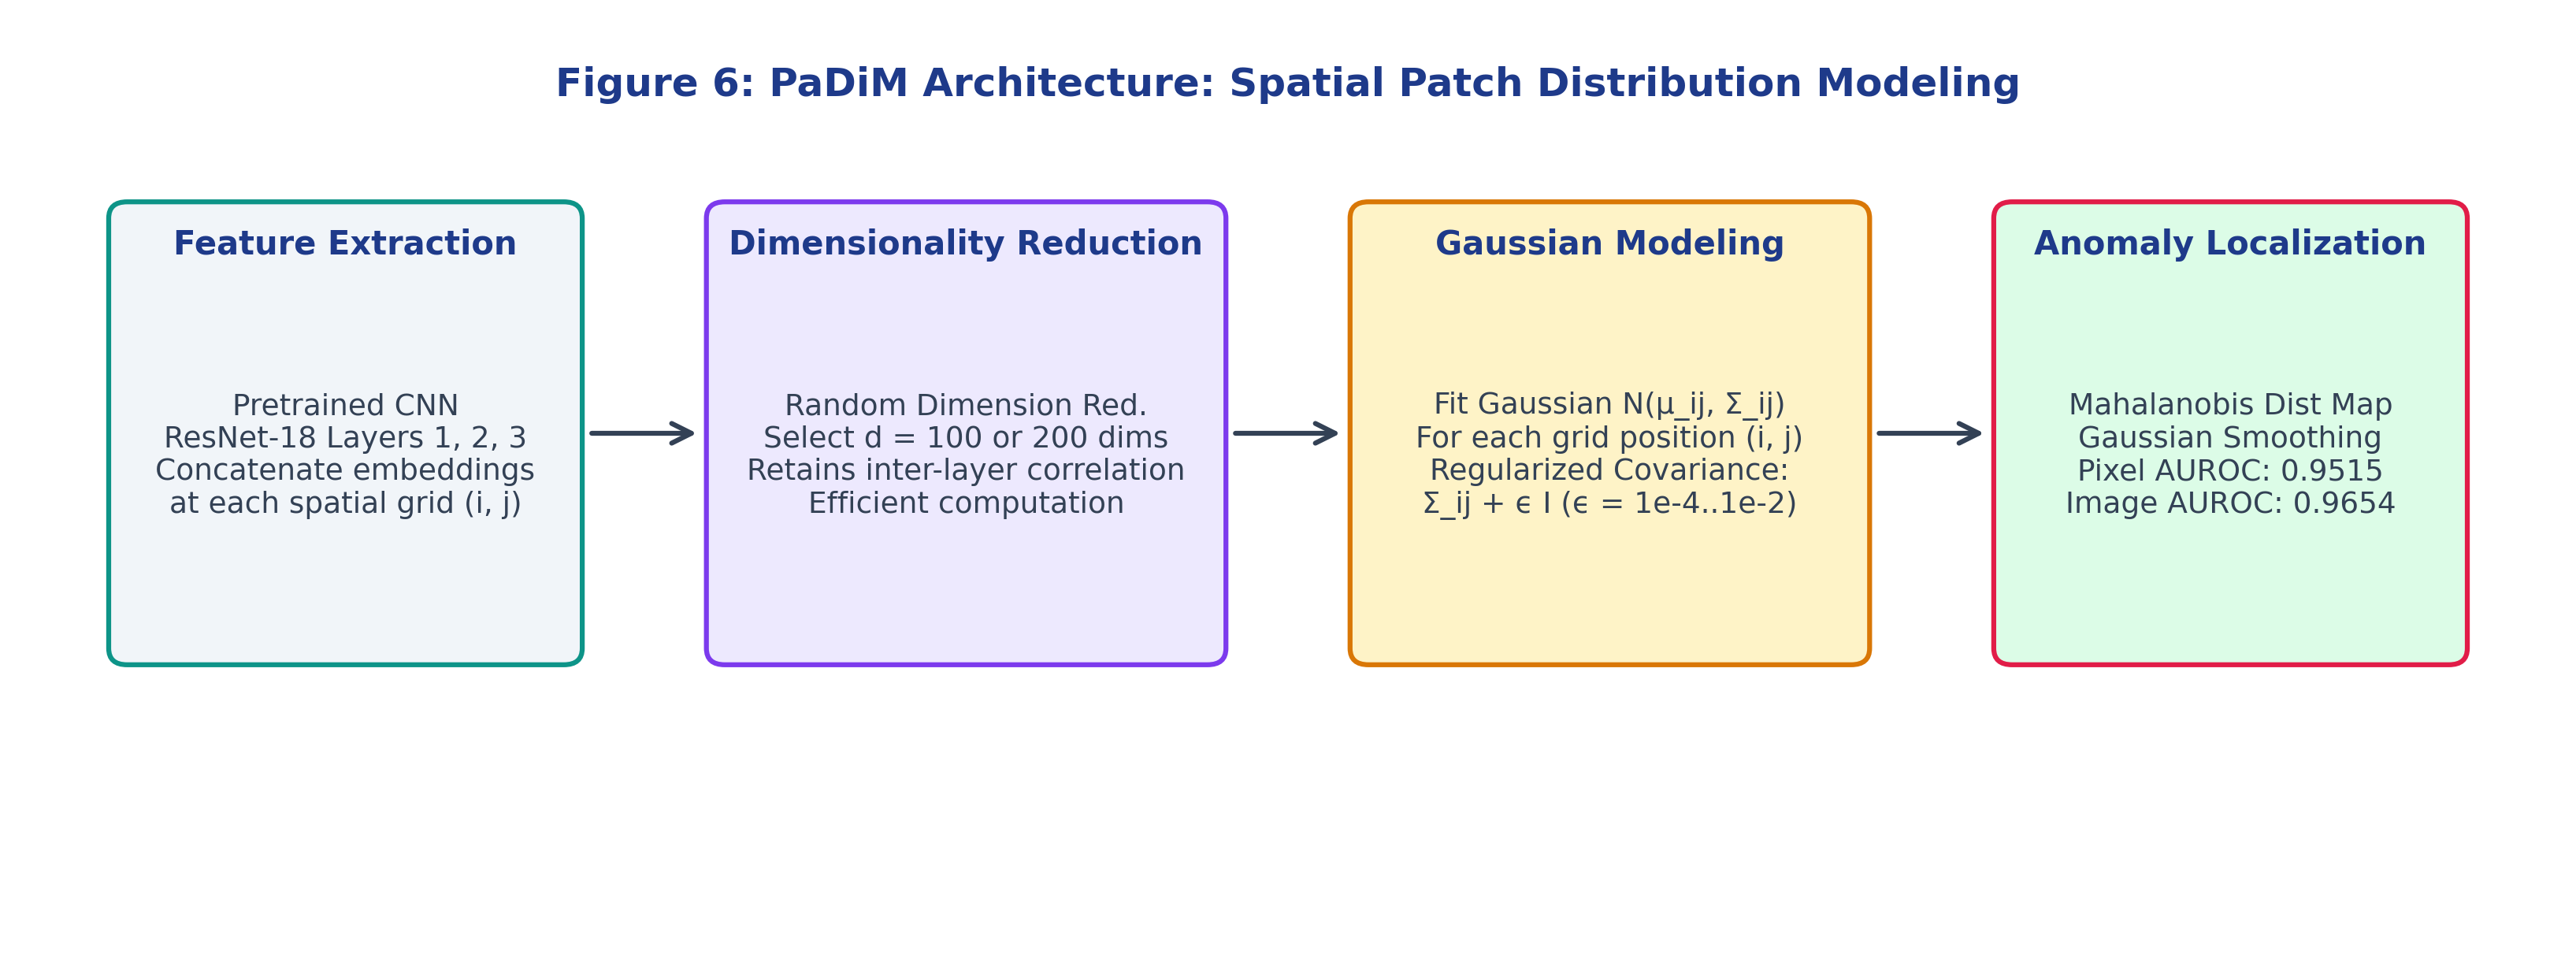 Figure 6: PaDiM Architecture: Spatial Patch Distribution Modeling
Feature Extraction
Pretrained CNN
ResNet-18 Layers 1, 2, 3
Concatenate embeddings
at each spatial grid (i, j)
Dimensionality Reduction
Random Dimension Red.
Select d = 100 or 200 dims
Retains inter-layer correlation
Efficient computation
Gaussian Modeling
Fit Gaussian N(μ_ij, Σ_ij)
For each grid position (i, j)
Regularized Covariance:
Σ_ij + ϵ I (ϵ = 1e-4..1e-2)
Anomaly Localization
Mahalanobis Dist Map
Gaussian Smoothing
Pixel AUROC: 0.9515
Image AUROC: 0.9654